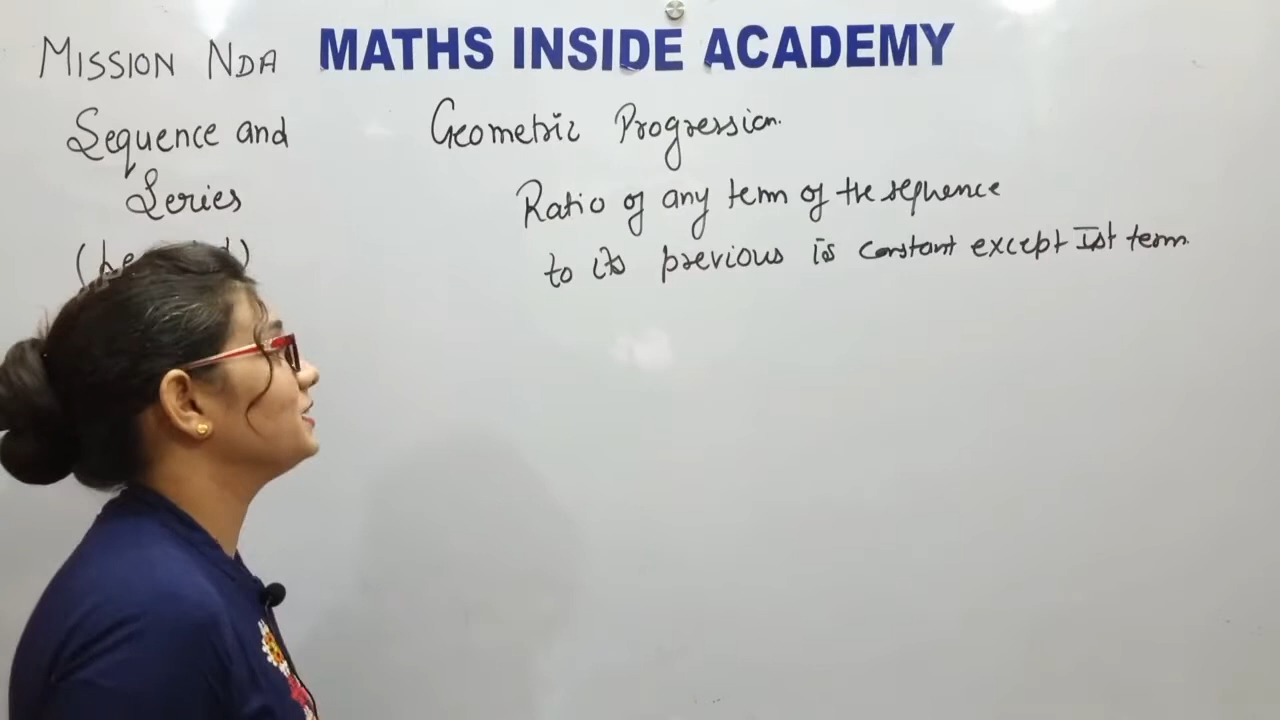 MISSION NDA
MATHS INSIDE ACADEMY
Sequence and
Series
Geometric Progression.
Ratio of any term of the sequence
to its previous is constant except Ist term.